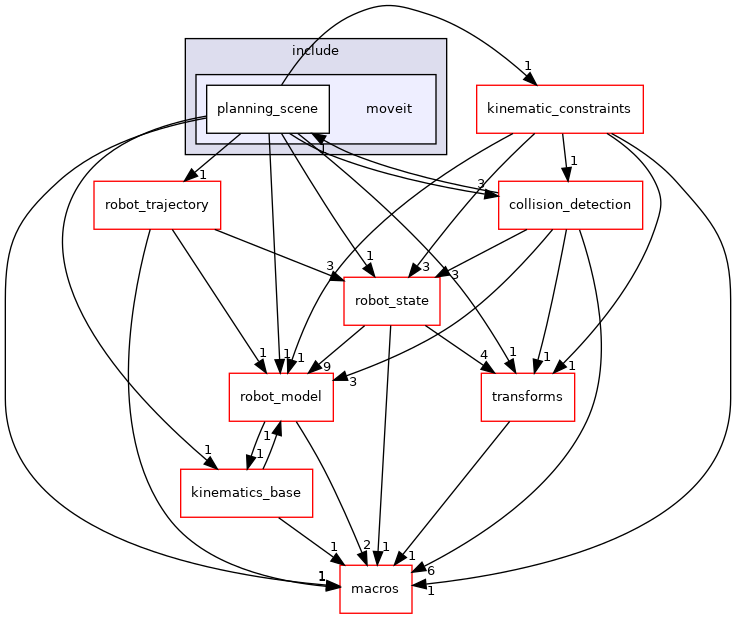 include
1
planning_scene
moveit
kinematic_constraints
1
1
3
1
robot_trajectory
collision_detection
1
3
3
3
robot_state
1
1
1
9
3
4
1
1
1
robot_model
transforms
1
1
1
kinematics_base
1
2
1
1
6
1
1
1
macros